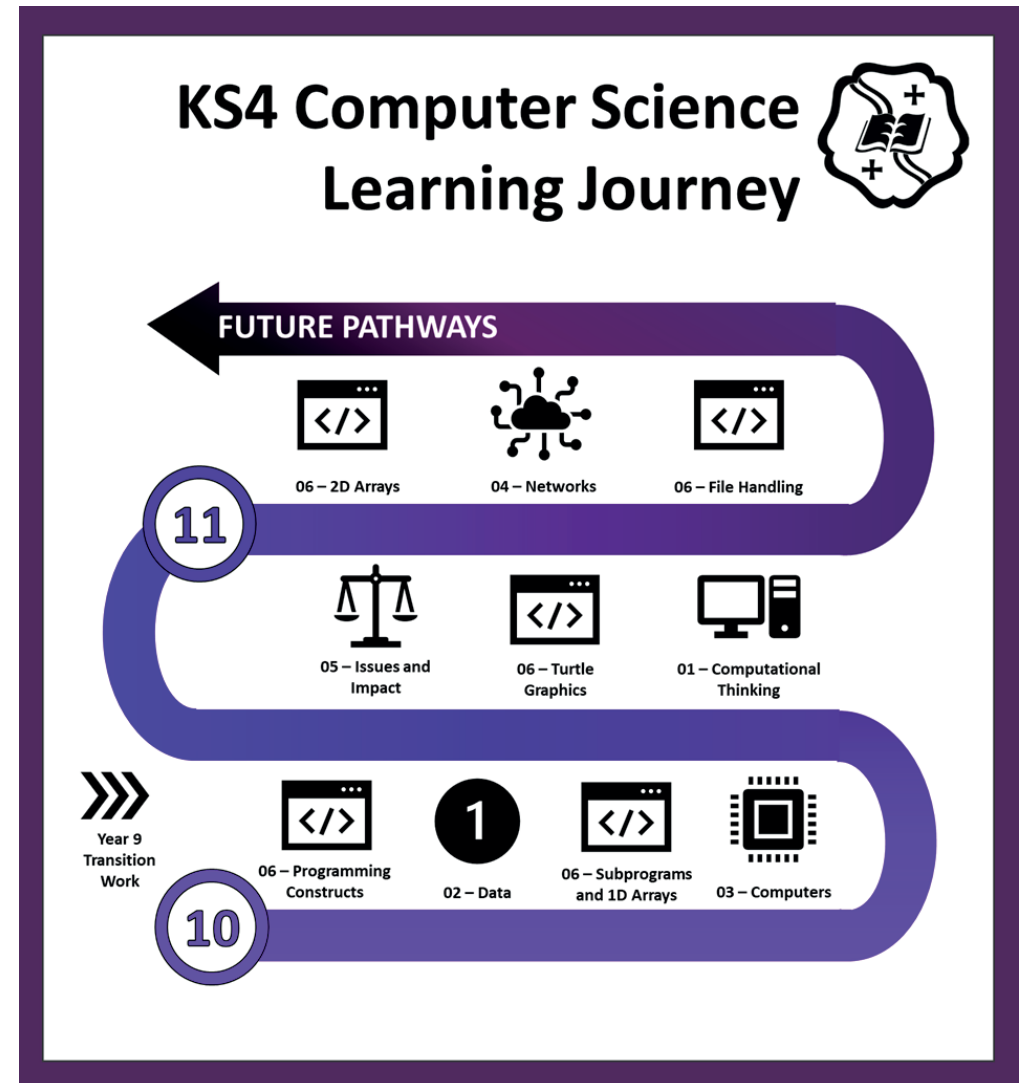 KS4 Computer Science
Learning Journey
FUTURE PATHWAYS
</>
</>
06 – 2D Arrays
04 – Networks
06 – File Handling
11
</>
05 – Issues and
Impact
06 – Turtle
Graphics
01 – Computational
Thinking
</>
1
</>
Year 9
Transition
Work
06 – Programming
Constructs
02 – Data
06 – Subprograms
and 1D Arrays
03 – Computers
10